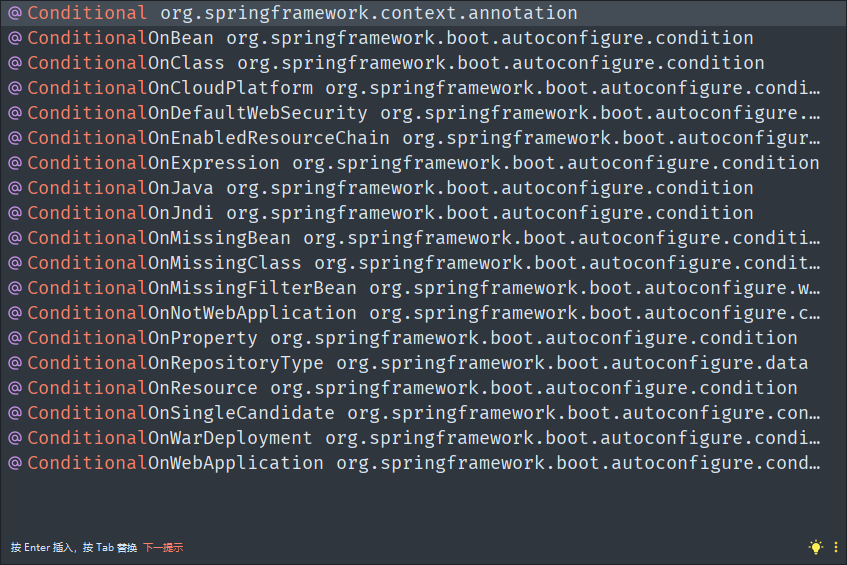 @ Conditional org.springframework.context.annotation
@ ConditionalOnBean org.springframework.boot.autoconfigure.condition
@ ConditionalOnClass org.springframework.boot.autoconfigure.condition
@ ConditionalOnCloudPlatform org.springframework.boot.autoconfigure.condi…
@ ConditionalOnDefaultWebSecurity org.springframework.boot.autoconfigure.…
@ ConditionalOnEnabledResourceChain org.springframework.boot.autoconfigur…
@ ConditionalOnExpression org.springframework.boot.autoconfigure.condition
@ ConditionalOnJava org.springframework.boot.autoconfigure.condition
@ ConditionalOnJndi org.springframework.boot.autoconfigure.condition
@ ConditionalOnMissingBean org.springframework.boot.autoconfigure.conditi…
@ ConditionalOnMissingClass org.springframework.boot.autoconfigure.condit…
@ ConditionalOnMissingFilterBean org.springframework.boot.autoconfigure.w…
@ ConditionalOnNotWebApplication org.springframework.boot.autoconfigure.c…
@ ConditionalOnProperty org.springframework.boot.autoconfigure.condition
@ ConditionalOnRepositoryType org.springframework.boot.autoconfigure.data
@ ConditionalOnResource org.springframework.boot.autoconfigure.condition
@ ConditionalOnSingleCandidate org.springframework.boot.autoconfigure.con…
@ ConditionalOnWarDeployment org.springframework.boot.autoconfigure.condi…
@ ConditionalOnWebApplication org.springframework.boot.autoconfigure.cond…
按 Enter 插入，按 Tab 替换 下一提示